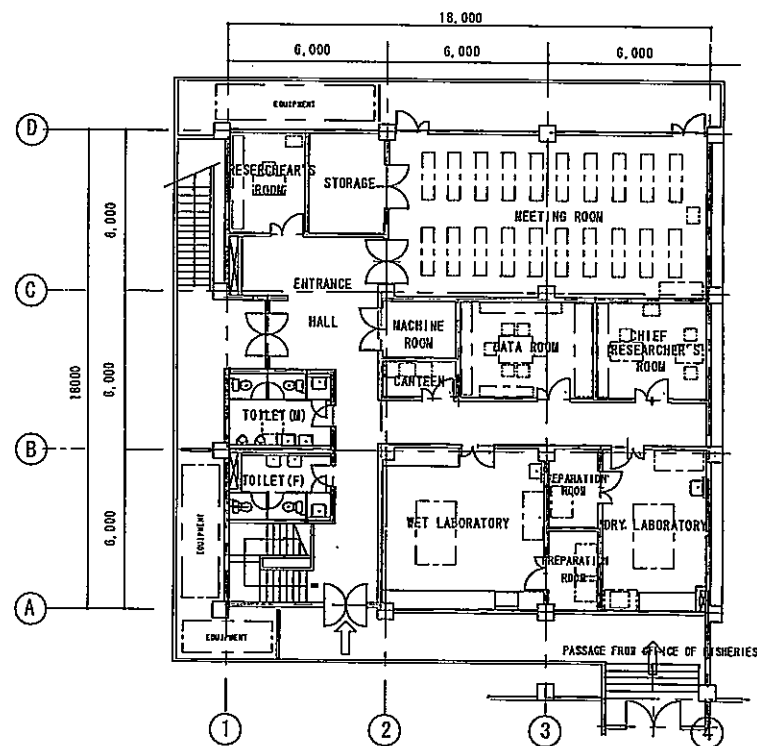 18,000
6,000
6,000
6,000
EQUIPMENT
D
RESERCHEAR'S
ROOM
STORAGE
MEETING ROOM
6,000
C
ENTRANCE
HALL
MACHINE
ROOM
DATA ROOM
CHIEF
RESEARCHER'S
ROOM
CANTEEN
18000
6,000
TOILET(M)
B
TOILET(F)
EQUIPMENT
6,000
WET LABORATORY
PREPARATION
ROOM
DRY. LABORATORY
PREPARATION
ROOM
A
EQUIPMENT
PASSAGE FROM OFFICE OF FISHERIES
1
2
3
4